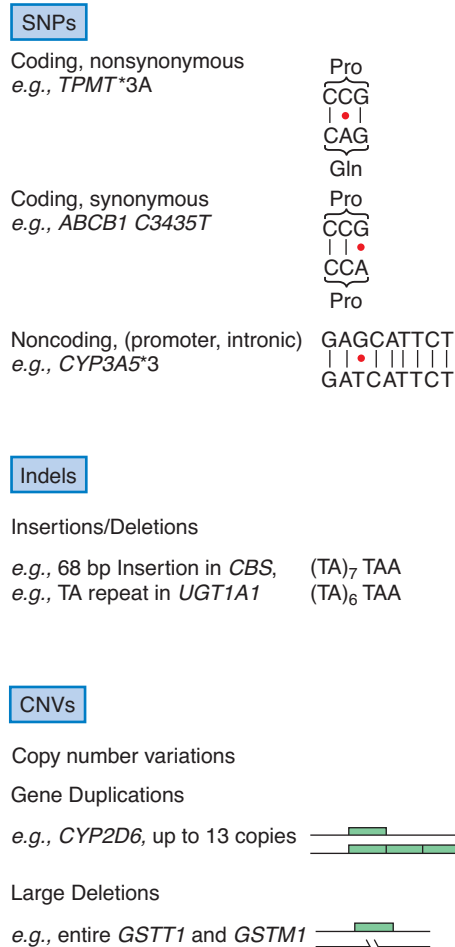 SNPs
Coding, nonsynonymous
e.g., TPMT*3A
Pro
CCG
CAG
Gln
Coding, synonymous
e.g., ABCB1 C3435T
Pro
CCG
CCA
Pro
Noncoding, (promoter, intronic)
e.g., CYP3A5*3
GAGCATTCT
GATCATTCT
Indels
Insertions/Deletions
e.g., 68 bp Insertion in CBS, (TA)7 TAA
e.g., TA repeat in UGT1A1 (TA)6 TAA
CNVs
Copy number variations
Gene Duplications
e.g., CYP2D6, up to 13 copies
Large Deletions
e.g., entire GSTT1 and GSTM1